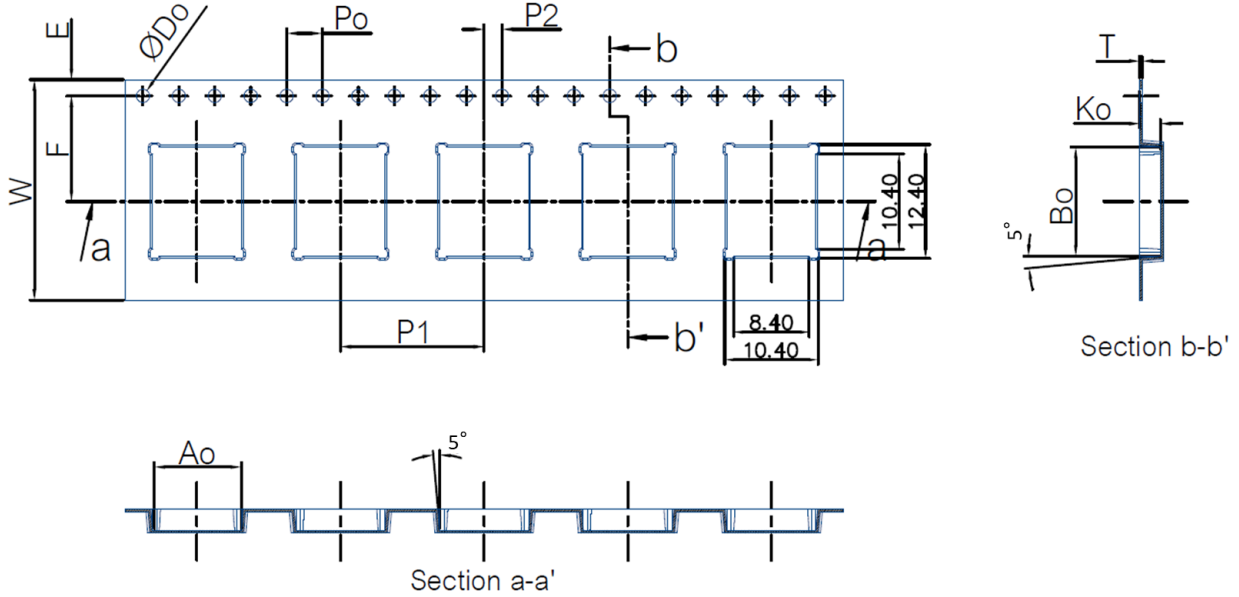 E
ØDo
Po
P2
b
T
Ko
F
W
10.40
12.40
Bo
5°
a
a
8.40
10.40
P1
b'
Section b-b'
Ao
5°
Section a-a'